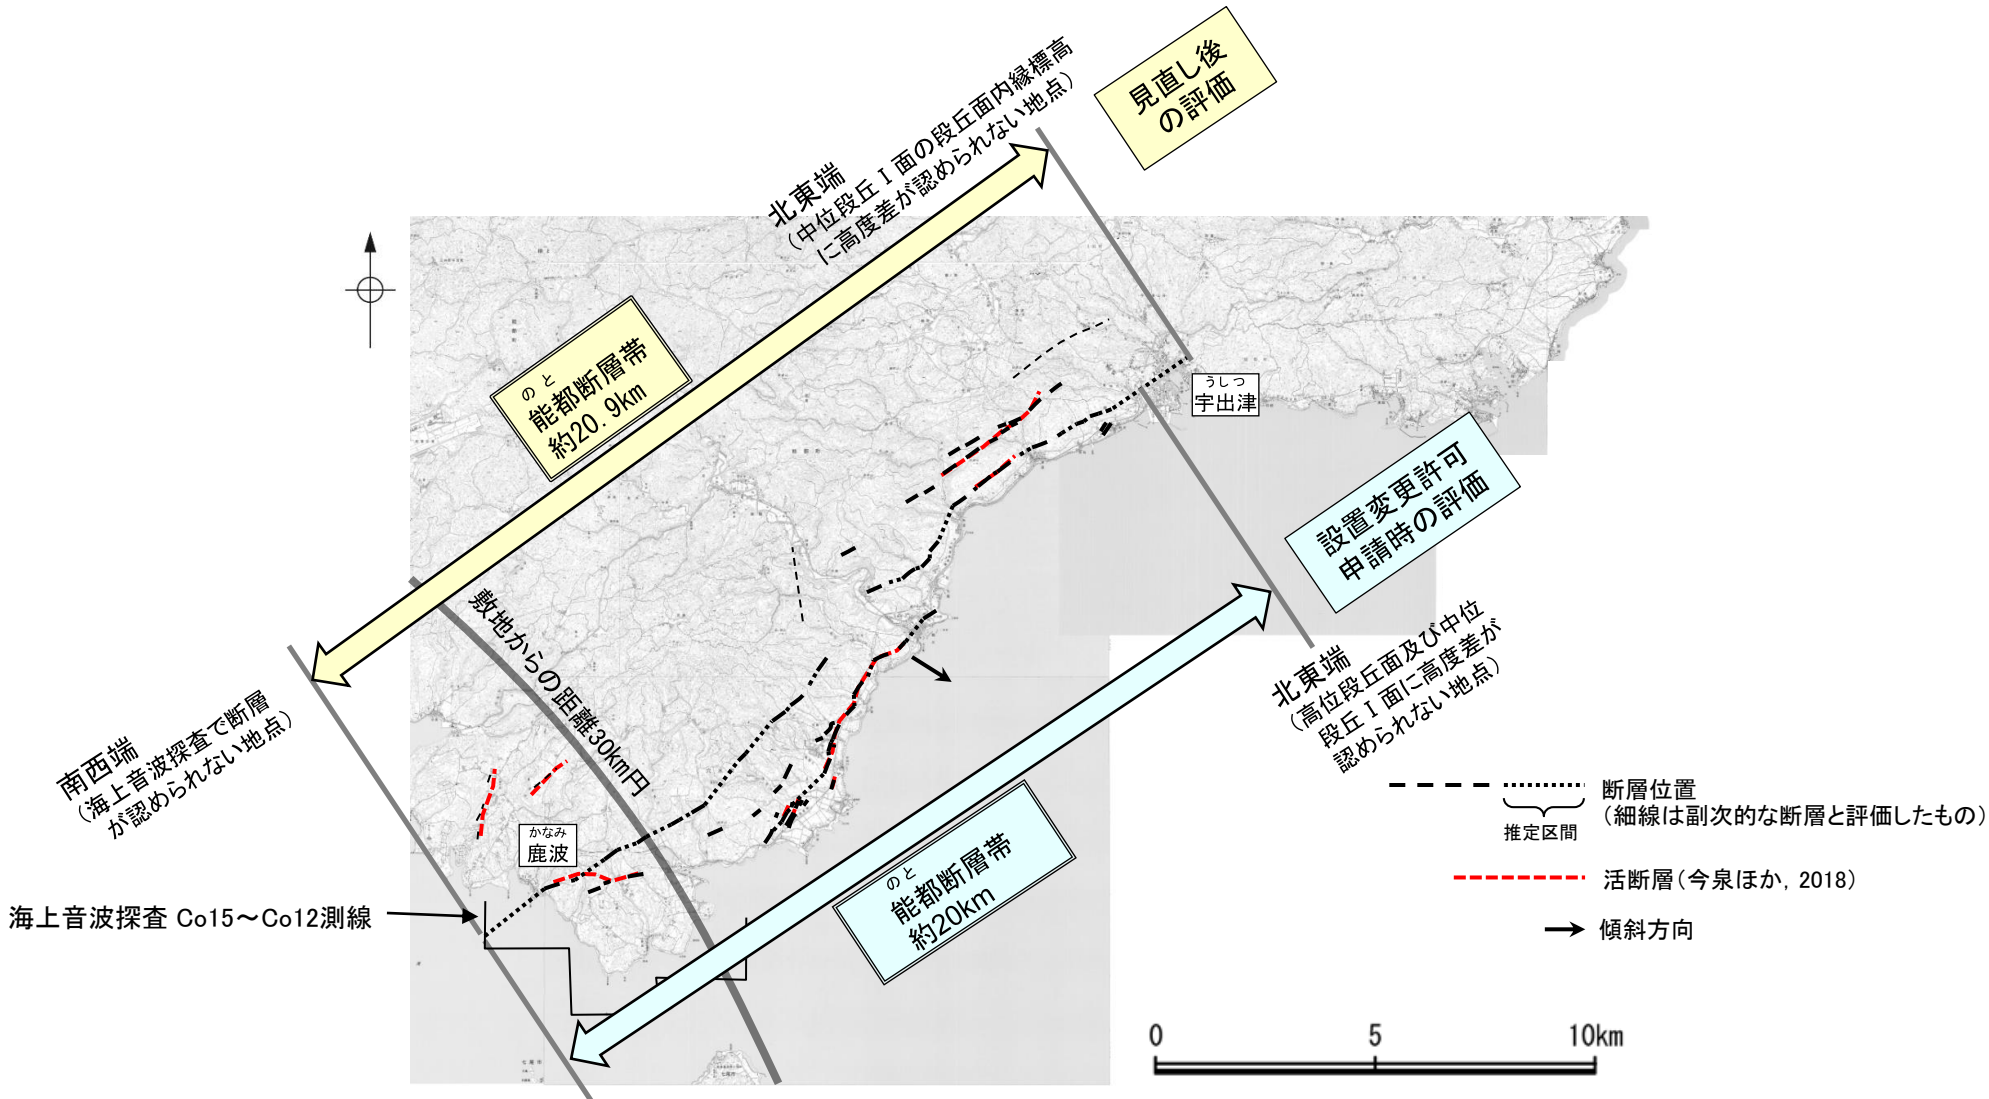 見直し後
の評価
北東端
（中位段丘Ⅰ面の段丘面内縁標高
に高度差が認められない地点）
のと
能都断層帯
約20.9km
うしつ
宇出津
設置変更許可
申請時の評価
敷地からの距離30km円
北東端
（高位段丘面及び中位
段丘Ⅰ面に高度差が
認められない地点）
南西端
（海上音波探査で断層
が認められない地点）
かなみ
鹿波
のと
能都断層帯
約20km
海上音波探査 Co15～Co12測線
断層位置
（細線は副次的な断層と評価したもの）
推定区間
活断層（今泉ほか，2018）
傾斜方向
0 5 10km